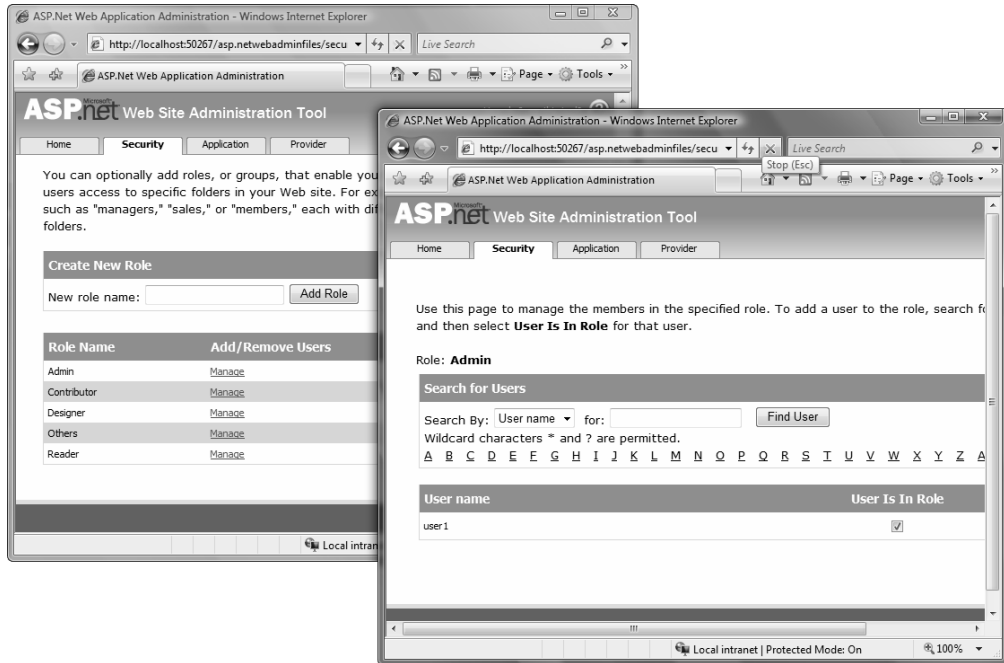 ASP.Net Web Application Administration - Windows Internet Explorer
http://localhost:50267/asp.netwebadminfiles/secu
Live Search
ASP.Net Web Application Administration
Page
Tools
»
Microsoft
ASP.net Web Site Administration Tool
Home
Security
Application
Provider
You can optionally add roles, or groups, that enable you
users access to specific folders in your Web site. For ex
such as "managers," "sales," or "members," each with dif
folders.
Create New Role
New role name:
Add Role
Role Name
Add/Remove Users
Admin
Manage
Contributor
Manage
Designer
Manage
Others
Manage
Reader
Manage
Local intran
ASP.Net Web Application Administration - Windows Internet Explorer
http://localhost:50267/asp.netwebadminfiles/secu
Live Search
Stop (Esc)
ASP.Net Web Application Administration
Page
Tools
»
Microsoft
ASP.net Web Site Administration Tool
Home
Security
Application
Provider
Use this page to manage the members in the specified role. To add a user to the role, search fo
and then select User Is In Role for that user.
Role: Admin
Search for Users
Search By: User name for:
Find User
Wildcard characters * and ? are permitted.
A B C D E F G H I J K L M N O P Q R S T U V W X Y Z A
User name
User Is In Role
user1
Local intranet | Protected Mode: On
100%